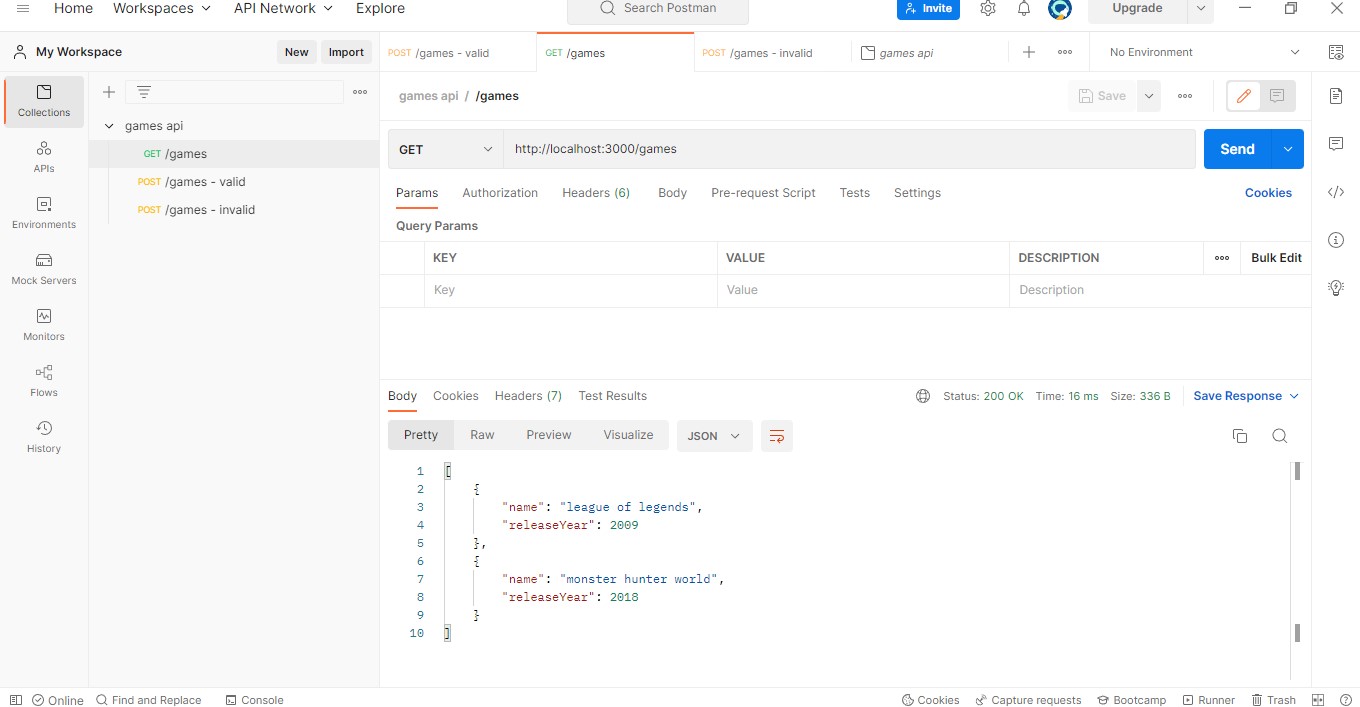 Home Workspaces API Network Explore Search Postman Invite Upgrade
My Workspace New Import POST /games - valid GET /games POST /games - invalid games api No Environment
Collections
games api / /games Save
games api
GET /games
POST /games - valid
POST /games - invalid
APIs
Environments
Mock Servers
Monitors
Flows
History
GET http://localhost:3000/games Send
Params Authorization Headers (6) Body Pre-request Script Tests Settings Cookies
Query Params
KEY VALUE DESCRIPTION Bulk Edit
Key Value Description
Body Cookies Headers (7) Test Results Status: 200 OK Time: 16 ms Size: 336 B Save Response
Pretty Raw Preview Visualize JSON
1 [
2 {
3 "name": "league of legends",
4 "releaseYear": 2009
5 },
6 {
7 "name": "monster hunter world",
8 "releaseYear": 2018
9 }
10 ]
Online Find and Replace Console Cookies Capture requests Bootcamp Runner Trash